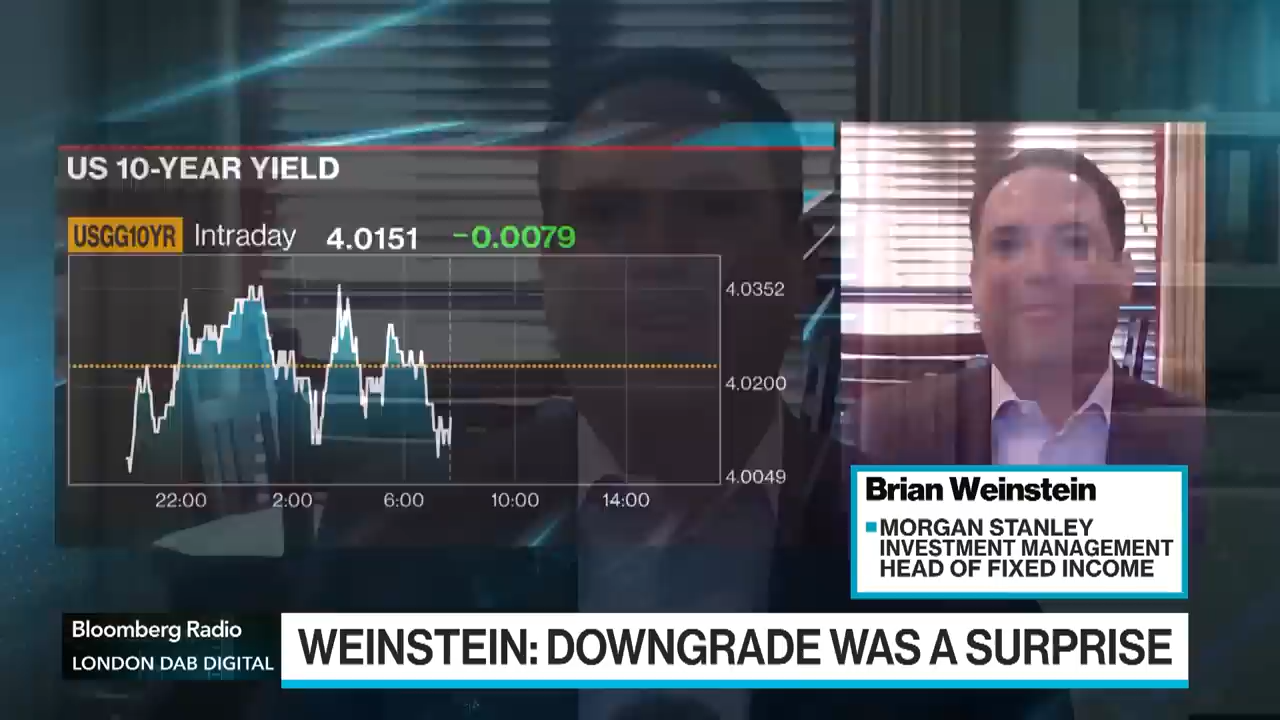 US 10-YEAR YIELD
USGG10YR Intraday 4.0151 -0.0079
4.0352
4.0200
4.0049
22:00 2:00 6:00 10:00 14:00
Brian Weinstein
MORGAN STANLEY
INVESTMENT MANAGEMENT
HEAD OF FIXED INCOME
Bloomberg Radio
LONDON DAB DIGITAL
WEINSTEIN: DOWNGRADE WAS A SURPRISE